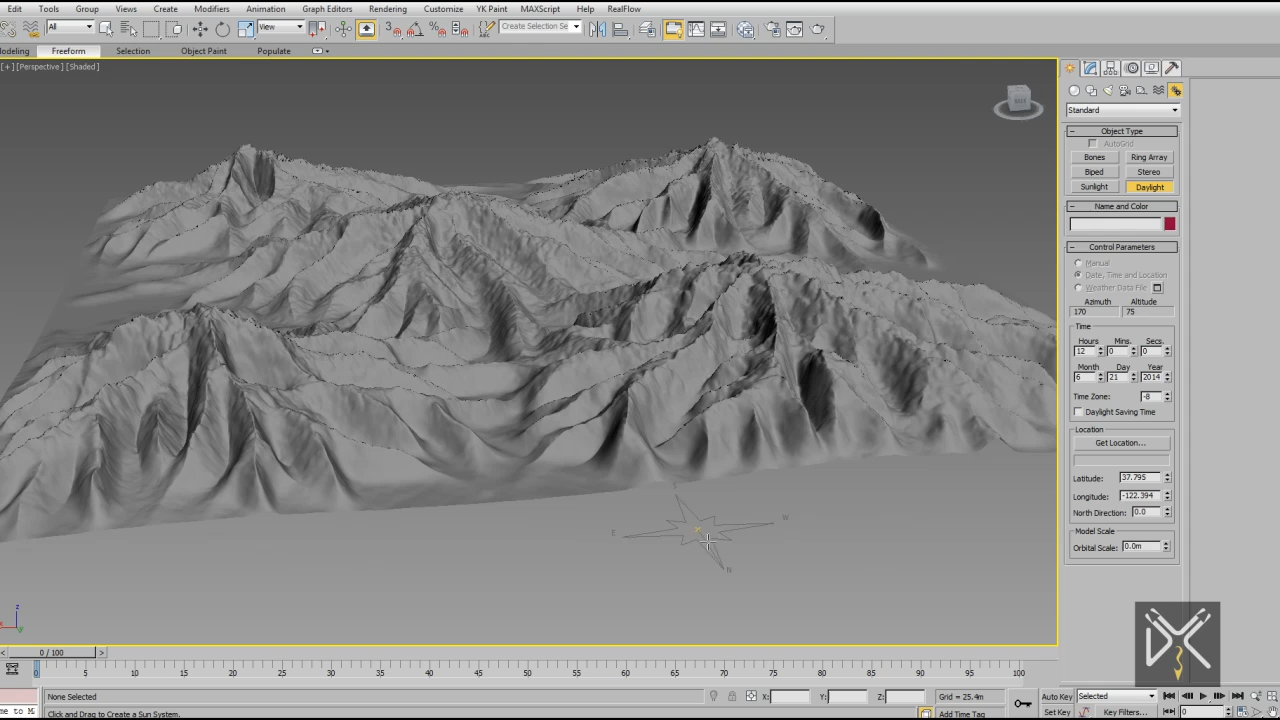 Edit Tools Group Views Create Modifiers Animation Graph Editors Rendering Customize YK Paint MAXScript Help RealFlow
All View 3 Create Selection Se
odeling Freeform Selection Object Paint Populate
[+] [Perspective] [Shaded]
BACK
Standard
Object Type
AutoGrid
Bones Ring Array
Biped Stereo
Sunlight Daylight
Name and Color
Control Parameters
Manual
Date, Time and Location
Weather Data File
Azimuth Altitude
170 75
Time
Hours Mins. Secs.
12 0 0
Month Day Year
6 21 2014
Time Zone: -8
Daylight Saving Time
Location
Get Location...
Latitude: 37.795
Longitude: -122.394
North Direction: 0.0
Model Scale
Orbital Scale: 0.0m
E W
N
z
x y
< 0 / 100 >
0 5 10 15 20 25 30 35 40 45 50 55 60 65 70 75 80 85 90 95 100
None Selected X: Y: Z: Grid = 25.4m Auto Key Selected
me to M Click and Drag to Create a Sun System. Add Time Tag Set Key Key Filters... 0